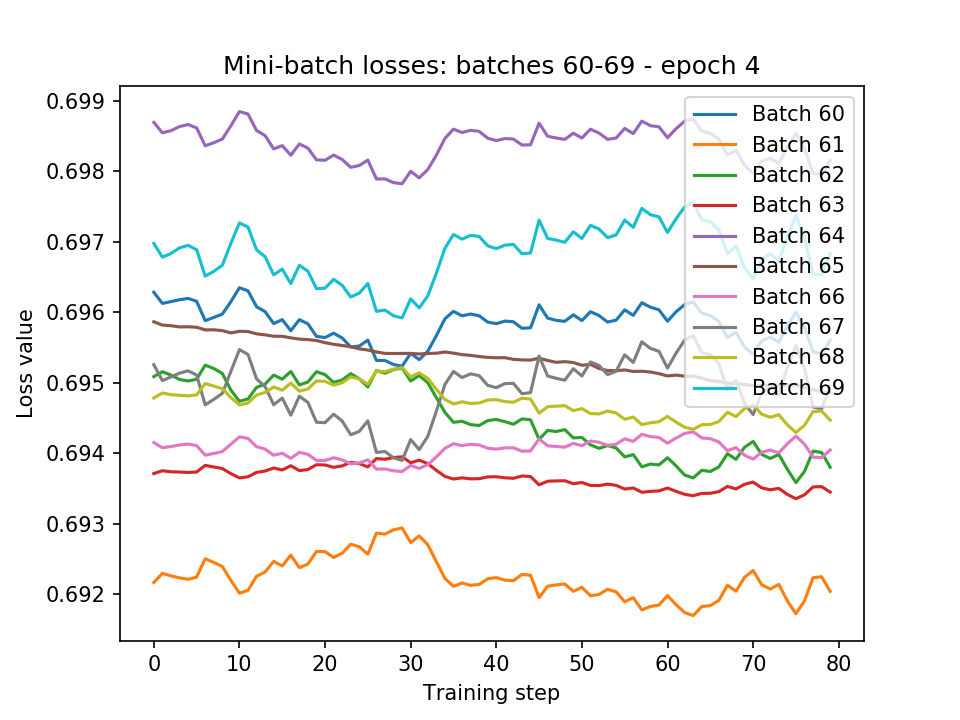 Mini-batch losses: batches 60-69 - epoch 4
0.699
0.698
0.697
0.696
0.695
0.694
0.693
0.692
Loss value
Batch 60
Batch 61
Batch 62
Batch 63
Batch 64
Batch 65
Batch 66
Batch 67
Batch 68
Batch 69
0 10 20 30 40 50 60 70 80
Training step